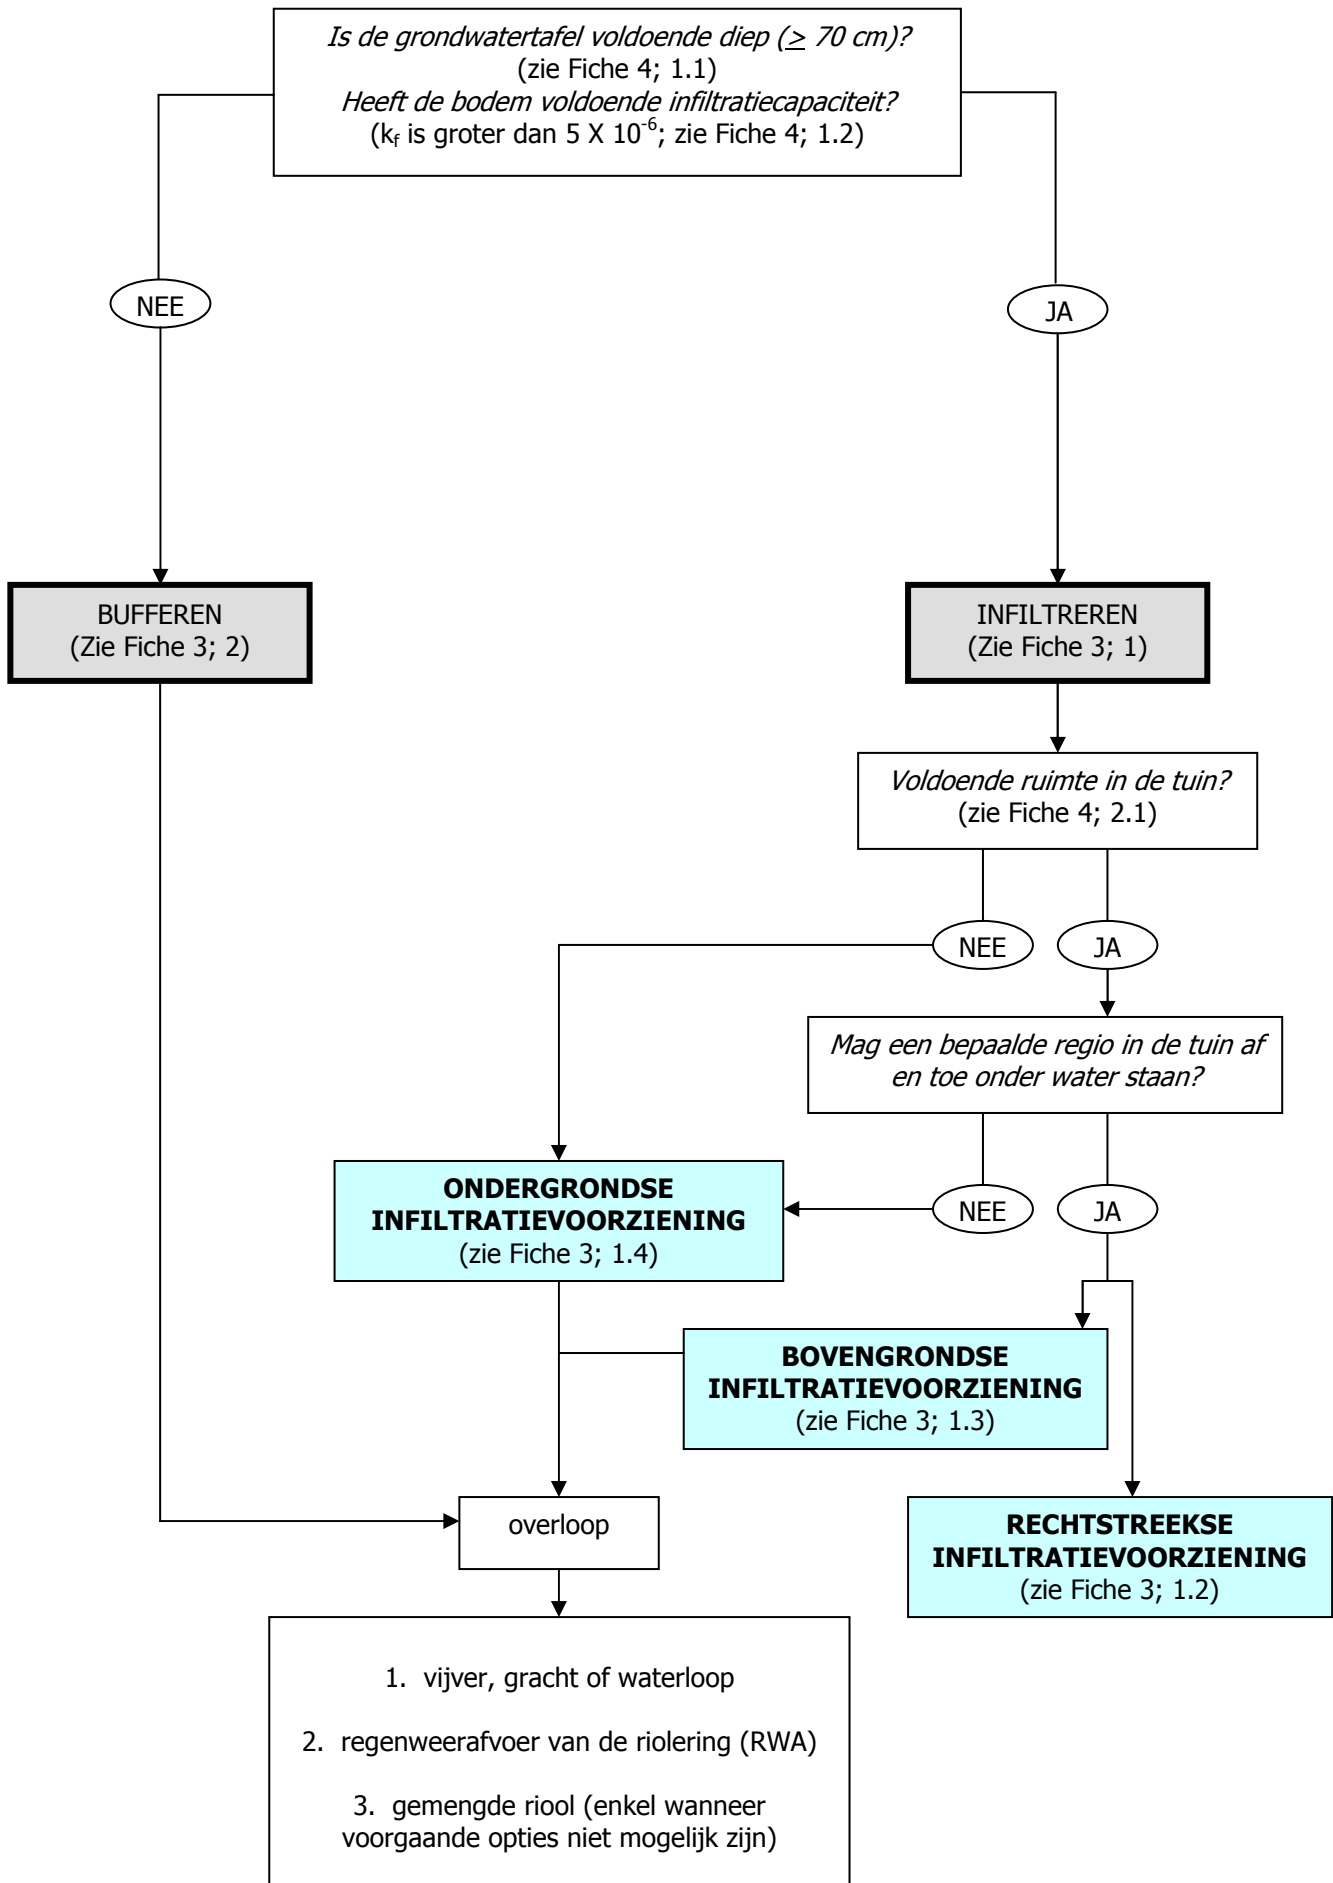 Is de grondwatertafel voldoende diep (≥ 70 cm)?
(zie Fiche 4; 1.1)
Heeft de bodem voldoende infiltratiecapaciteit?
(kf is groter dan 5 X 10-6; zie Fiche 4; 1.2)
NEE
JA
BUFFEREN
(Zie Fiche 3; 2)
INFILTREREN
(Zie Fiche 3; 1)
Voldoende ruimte in de tuin?
(zie Fiche 4; 2.1)
NEE
JA
Mag een bepaalde regio in de tuin af
en toe onder water staan?
ONDERGRONDSE
INFILTRATIEVOORZIENING
(zie Fiche 3; 1.4)
NEE
JA
BOVENGRONDSE
INFILTRATIEVOORZIENING
(zie Fiche 3; 1.3)
overloop
RECHTSTREEKSE
INFILTRATIEVOORZIENING
(zie Fiche 3; 1.2)
1. vijver, gracht of waterloop
2. regenweerafvoer van de riolering (RWA)
3. gemengde riool (enkel wanneer
voorgaande opties niet mogelijk zijn)